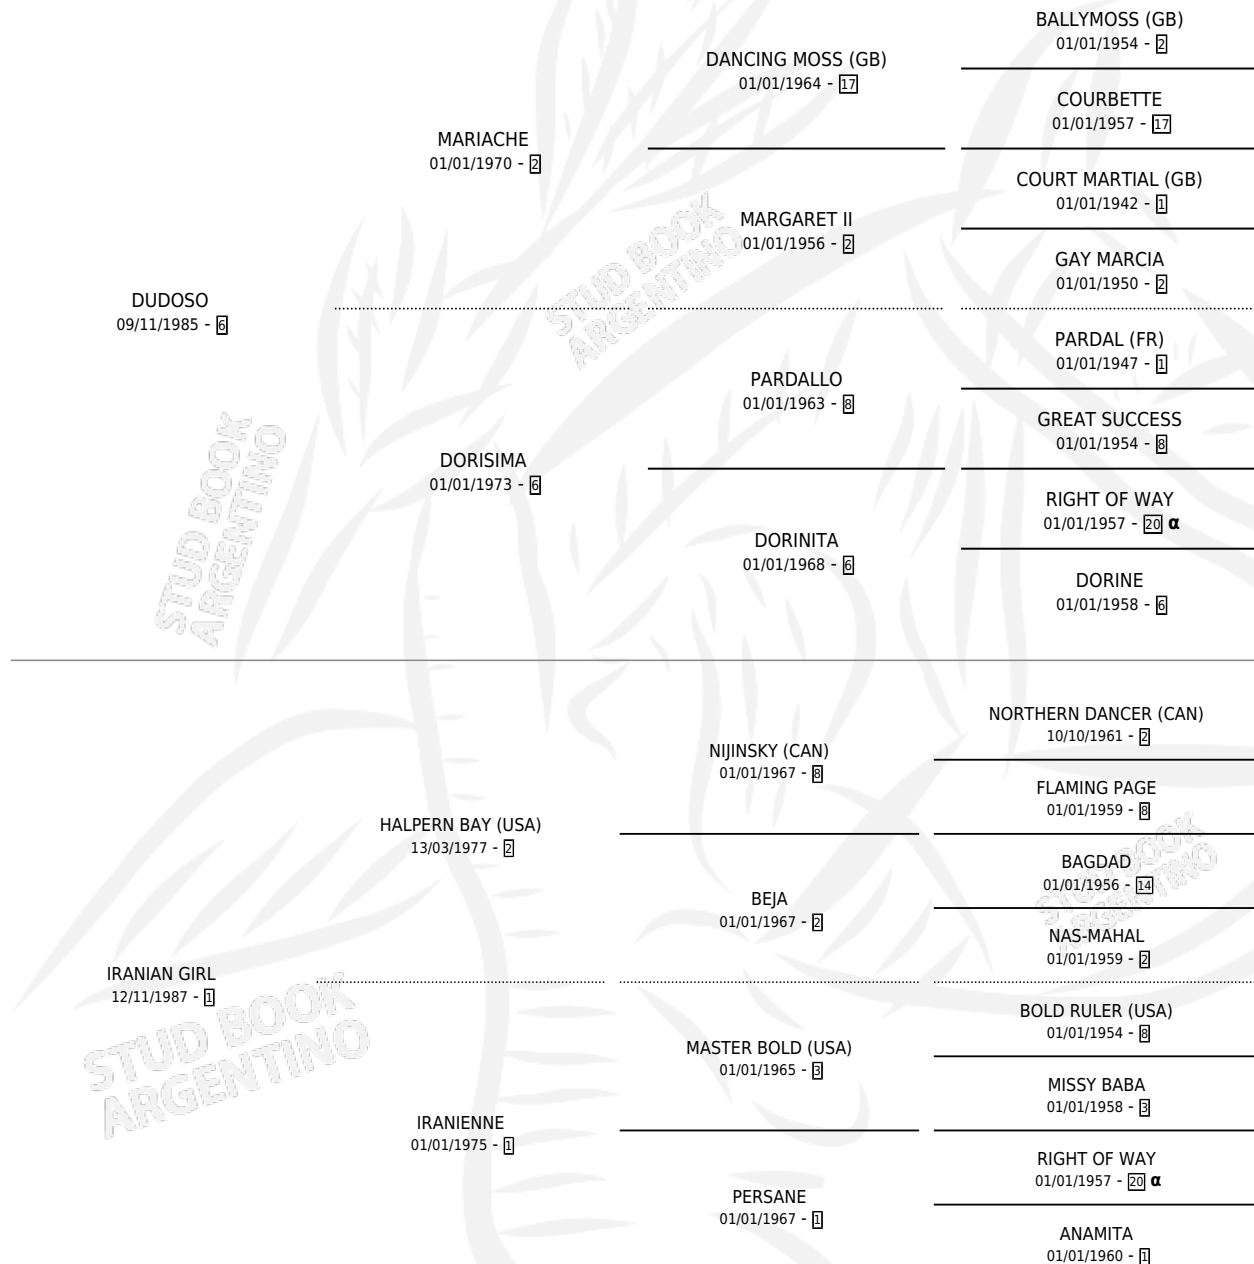 BALLYMOSS (GB)
01/01/1954 - 2
DANCING MOSS (GB)
01/01/1964 - 17
COURBETTE
01/01/1957 - 17
MARIACHE
01/01/1970 - 2
COURT MARTIAL (GB)
01/01/1942 - 1
MARGARET II
01/01/1956 - 2
GAY MARCIA
01/01/1950 - 2
DUDOSO
09/11/1985 - 6
PARDAL (FR)
01/01/1947 - 1
PARDALLO
01/01/1963 - 8
GREAT SUCCESS
01/01/1954 - 8
DORISIMA
01/01/1973 - 6
RIGHT OF WAY
01/01/1957 - 20 α
DORINITA
01/01/1968 - 6
DORINE
01/01/1958 - 6
NORTHERN DANCER (CAN)
10/10/1961 - 2
NIJINSKY (CAN)
01/01/1967 - 8
FLAMING PAGE
01/01/1959 - 8
HALPERN BAY (USA)
13/03/1977 - 2
BAGDAD
01/01/1956 - 14
BEJA
01/01/1967 - 2
NAS-MAHAL
01/01/1959 - 2
IRANIAN GIRL
12/11/1987 - 1
BOLD RULER (USA)
01/01/1954 - 8
MASTER BOLD (USA)
01/01/1965 - 3
MISSY BABA
01/01/1958 - 3
IRANIENNE
01/01/1975 - 1
RIGHT OF WAY
01/01/1957 - 20 α
PERSANE
01/01/1967 - 1
ANAMITA
01/01/1960 - 1
STUD BOOK
ARGENTINO
STUD BOOK
ARGENTINO
STUD BOOK
ARGENTINO
STUD BOOK
ARGENTINO